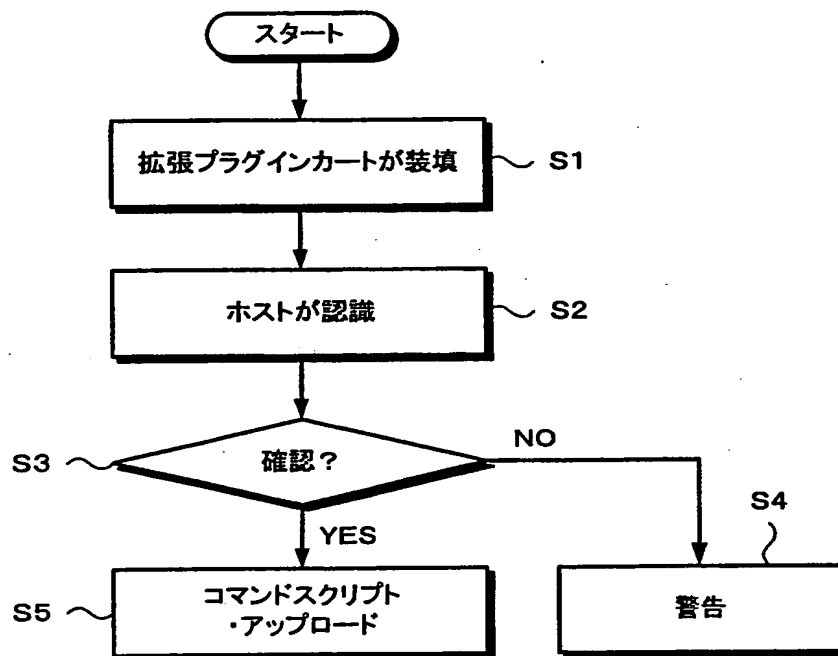 スタート
拡張プラグインカートが装填
S1
ホストが認識
S2
S3
確認?
NO
YES
S4
S5
コマンドスクリプト
・アップロード
警告